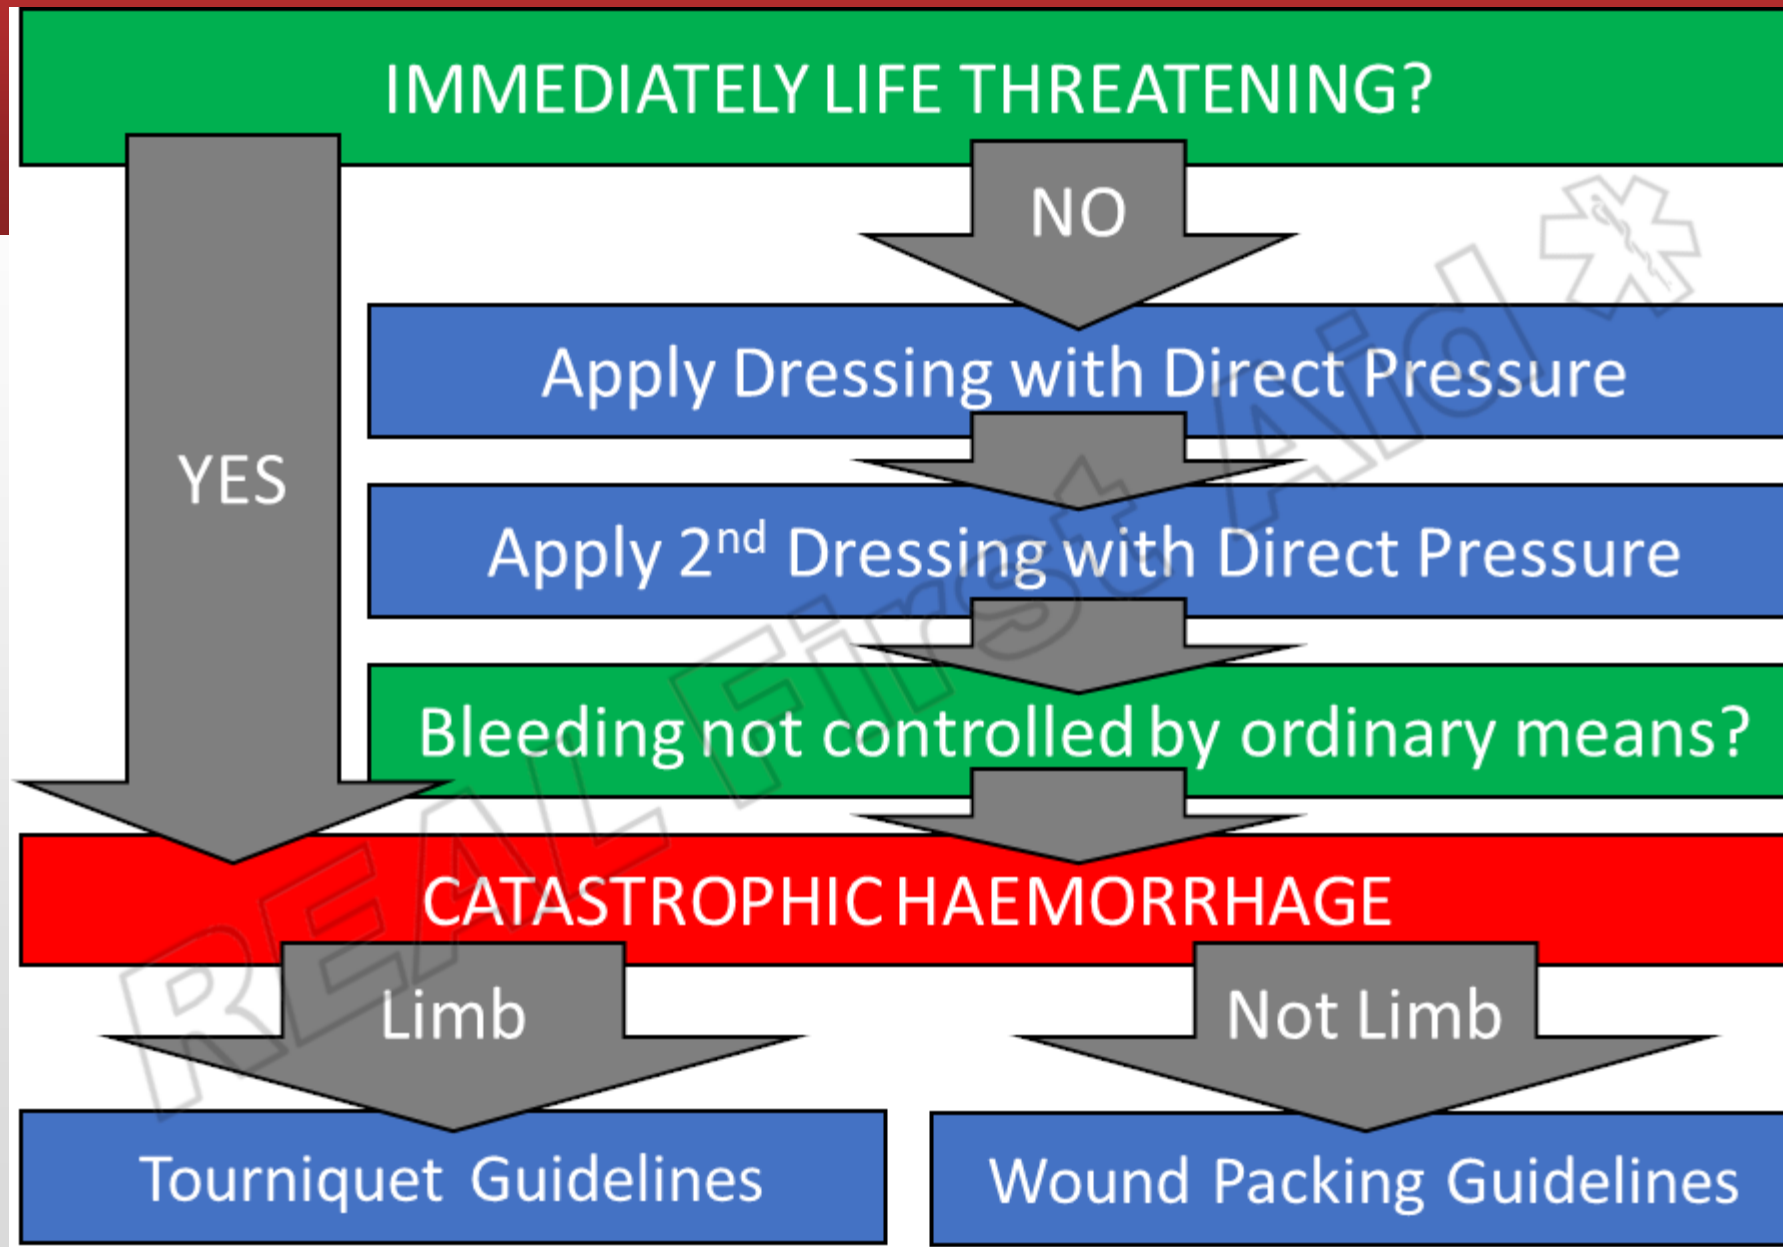 IMMEDIATELY LIFE THREATENING?
NO
Apply Dressing with Direct Pressure
YES
Apply 2nd Dressing with Direct Pressure
Bleeding not controlled by ordinary means?
CATASTROPHIC HAEMORRHAGE
Limb
Not Limb
Tourniquet Guidelines
Wound Packing Guidelines
REAL First Aid